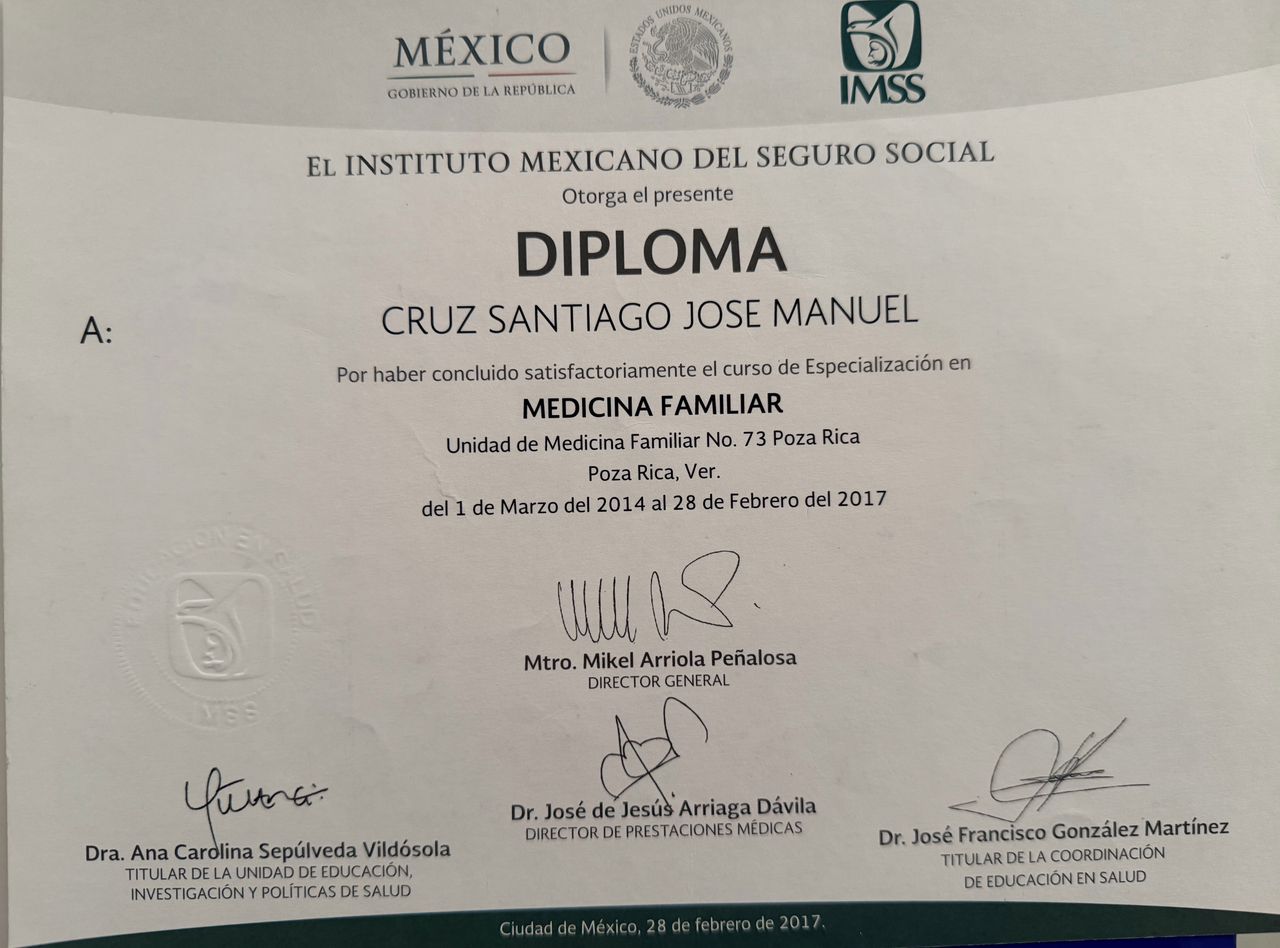 MÉXICO
GOBIERNO DE LA REPÚBLICA
ESTADOS UNIDOS MEXICANOS
IMSS
EL INSTITUTO MEXICANO DEL SEGURO SOCIAL
Otorga el presente
DIPLOMA
A:
CRUZ SANTIAGO JOSE MANUEL
Por haber concluido satisfactoriamente el curso de Especialización en
MEDICINA FAMILIAR
Unidad de Medicina Familiar No. 73 Poza Rica
Poza Rica, Ver.
del 1 de Marzo del 2014 al 28 de Febrero del 2017
EDUCACION EN SALUD
IMSS
Mtro. Mikel Arriola Peñalosa
DIRECTOR GENERAL
Dr. José de Jesús Arriaga Dávila
DIRECTOR DE PRESTACIONES MÉDICAS
Dra. Ana Carolina Sepúlveda Vildósola
TITULAR DE LA UNIDAD DE EDUCACIÓN,
INVESTIGACIÓN Y POLÍTICAS DE SALUD
Dr. José Francisco González Martínez
TITULAR DE LA COORDINACIÓN
DE EDUCACIÓN EN SALUD
Ciudad de México, 28 de febrero de 2017.